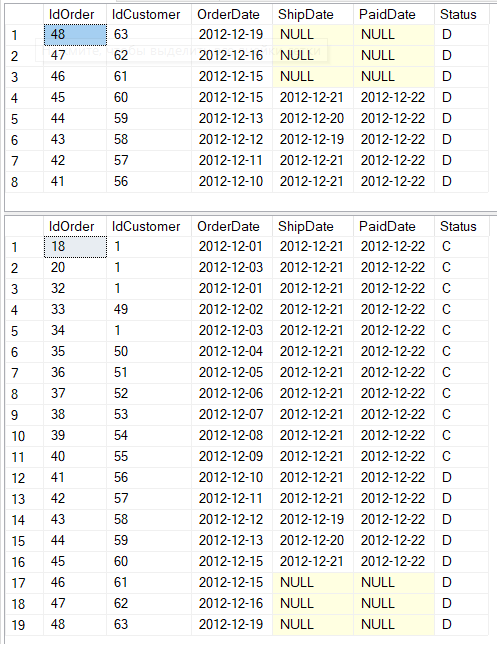 IdOrder IdCustomer OrderDate ShipDate PaidDate Status
1 48 63 2012-12-19 NULL NULL D
2 47 62 2012-12-16 NULL NULL D
3 46 61 2012-12-15 NULL NULL D
4 45 60 2012-12-15 2012-12-21 2012-12-22 D
5 44 59 2012-12-13 2012-12-20 2012-12-22 D
6 43 58 2012-12-12 2012-12-19 2012-12-22 D
7 42 57 2012-12-11 2012-12-21 2012-12-22 D
8 41 56 2012-12-10 2012-12-21 2012-12-22 D
IdOrder IdCustomer OrderDate ShipDate PaidDate Status
1 18 1 2012-12-01 2012-12-21 2012-12-22 C
2 20 1 2012-12-03 2012-12-21 2012-12-22 C
3 32 1 2012-12-01 2012-12-21 2012-12-22 C
4 33 49 2012-12-02 2012-12-21 2012-12-22 C
5 34 1 2012-12-03 2012-12-21 2012-12-22 C
6 35 50 2012-12-04 2012-12-21 2012-12-22 C
7 36 51 2012-12-05 2012-12-21 2012-12-22 C
8 37 52 2012-12-06 2012-12-21 2012-12-22 C
9 38 53 2012-12-07 2012-12-21 2012-12-22 C
10 39 54 2012-12-08 2012-12-21 2012-12-22 C
11 40 55 2012-12-09 2012-12-21 2012-12-22 C
12 41 56 2012-12-10 2012-12-21 2012-12-22 D
13 42 57 2012-12-11 2012-12-21 2012-12-22 D
14 43 58 2012-12-12 2012-12-19 2012-12-22 D
15 44 59 2012-12-13 2012-12-20 2012-12-22 D
16 45 60 2012-12-15 2012-12-21 2012-12-22 D
17 46 61 2012-12-15 NULL NULL D
18 47 62 2012-12-16 NULL NULL D
19 48 63 2012-12-19 NULL NULL D